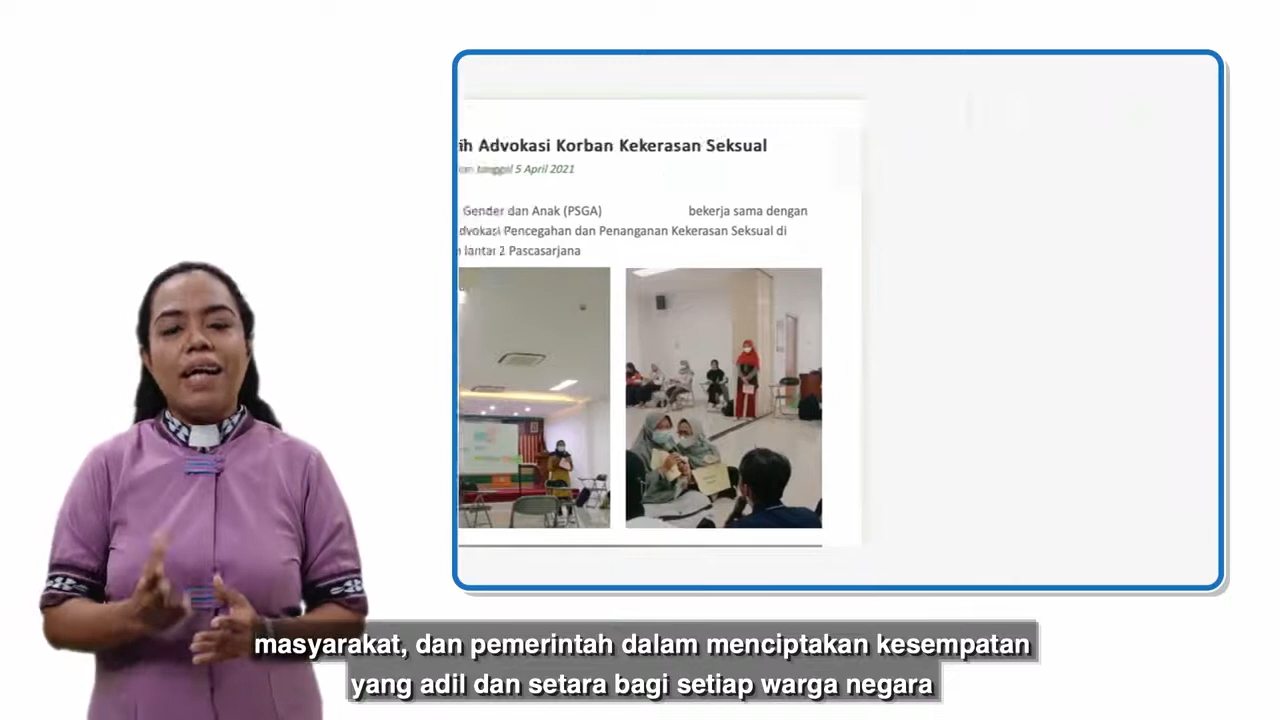 ih Advokasi Korban Kekerasan Seksual
tanggal 5 April 2021
Gender dan Anak (PSGA) bekerja sama dengan
dvokasi Pencegahan dan Penanganan Kekerasan Seksual di
lantai 2 Pascasarjana
masyarakat, dan pemerintah dalam menciptakan kesempatan
yang adil dan setara bagi setiap warga negara